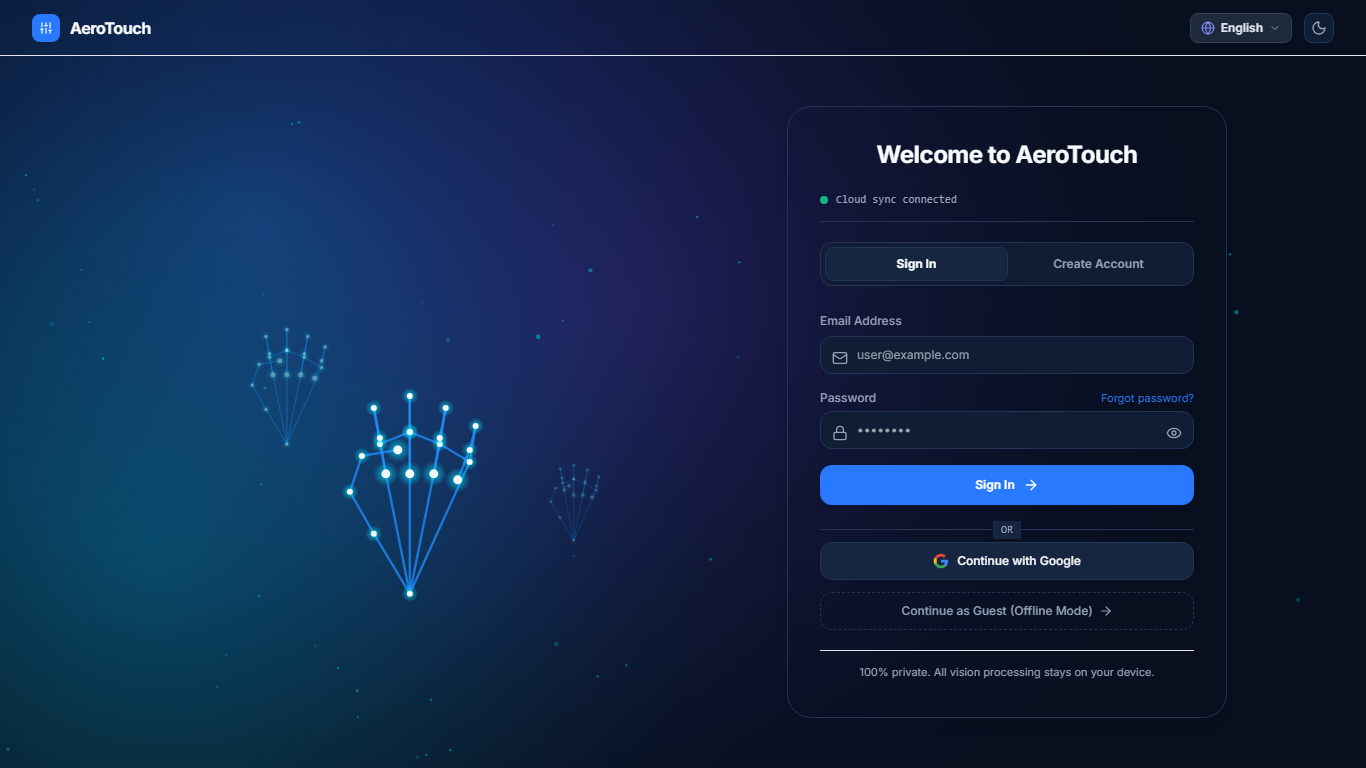 AeroTouch
English
Welcome to AeroTouch
Cloud sync connected
Sign In
Create Account
Email Address
user@example.com
Password
Forgot password?
••••••••
Sign In →
OR
Continue with Google
Continue as Guest (Offline Mode) →
100% private. All vision processing stays on your device.